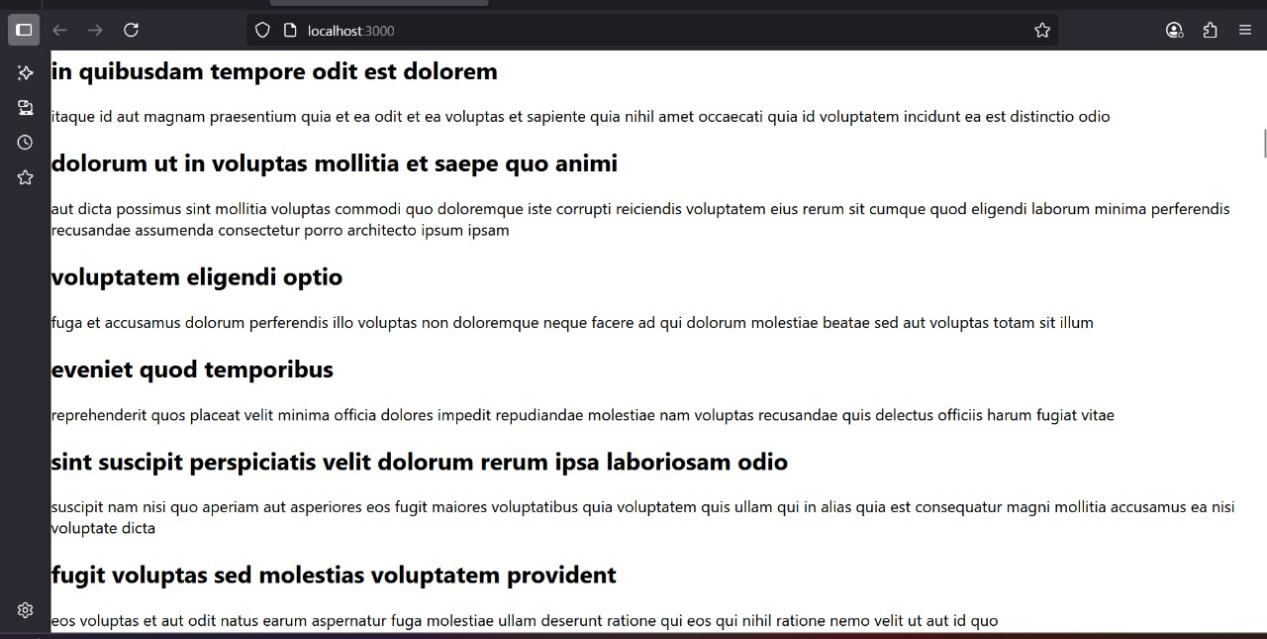 localhost:3000
in quibusdam tempore odit est dolorem
itaque id aut magnam praesentium quia et ea odit et ea voluptas et sapiente quia nihil amet occaecati quia id voluptatem incidunt ea est distinctio odio
dolorum ut in voluptas mollitia et saepe quo animi
aut dicta possimus sint mollitia voluptas commodi quo doloremque iste corrupti reiciendis voluptatem eius rerum sit cumque quod eligendi laborum minima perferendis
recusandae assumenda consectetur porro architecto ipsum ipsam
voluptatem eligendi optio
fuga et accusamus dolorum perferendis illo voluptas non doloremque neque facere ad qui dolorum molestiae beatae sed aut voluptas totam sit illum
eveniet quod temporibus
reprehenderit quos placeat velit minima officia dolores impedit repudiandae molestiae nam voluptas recusandae quis delectus officiis harum fugiat vitae
sint suscipit perspiciatis velit dolorum rerum ipsa laboriosam odio
suscipit nam nisi quo aperiam aut asperiores eos fugit maiores voluptatibus quia voluptatem quis ullam qui in alias quia est consequatur magni mollitia accusamus ea nisi
voluptate dicta
fugit voluptas sed molestias voluptatem provident
eos voluptas et aut odit natus earum aspernatur fuga molestiae ullam deserunt ratione qui eos qui nihil ratione nemo velit ut aut id quo